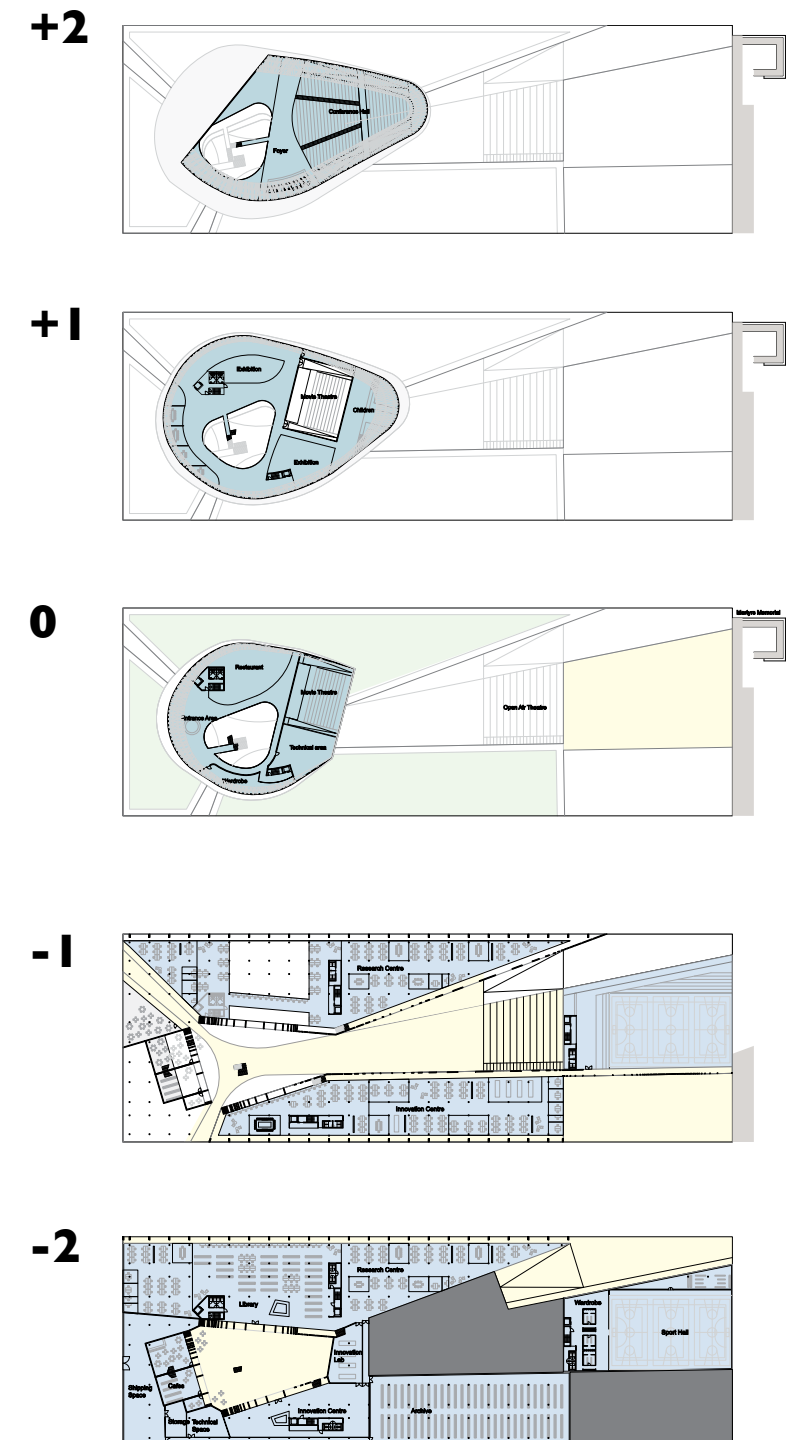 +2
Conference Hall
Foyer
+1
Exhibition
Movie Theatre
Children
Exhibition
0
Martyrs Memorial
Restaurant
Movie Theatre
Open Air Theatre
Entrance Area
Technical area
Wardrobe
-1
Research Centre
Innovation Centre
-2
Research Centre
Library
Wardrobe
Sport Hall
Innovation
Lab
Cafee
Shipping
Space
Innovation Centre
Archive
Storage
Technical
Space